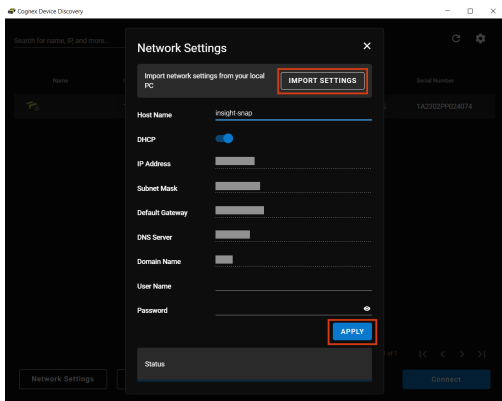 Cognex Device Discovery
Search for name, IP, and more...
Network Settings
Import network settings from your local PC
IMPORT SETTINGS
Name
Serial Number
1A2302PP024074
Host Name
insight-snap
DHCP
IP Address
Subnet Mask
Default Gateway
DNS Server
Domain Name
User Name
Password
APPLY
Status
Network Settings
Connect